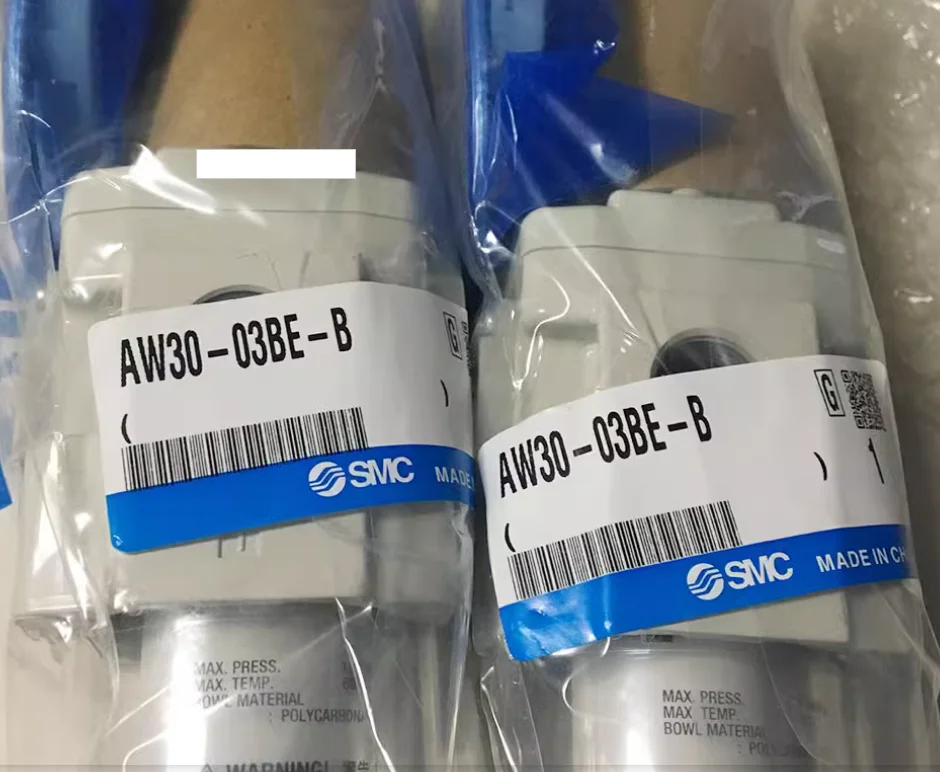 AW30-03BE-B
G
(
)
SMC
MADE
MAX. PRESS.
MAX. TEMP.
BOWL MATERIAL
: POLYCARBONA
WARNING!
AW30-03BE-B
G
(
)
1
SMC
MADE IN CH
MAX. PRESS.
MAX TEMP.
BOWL MATERIAL